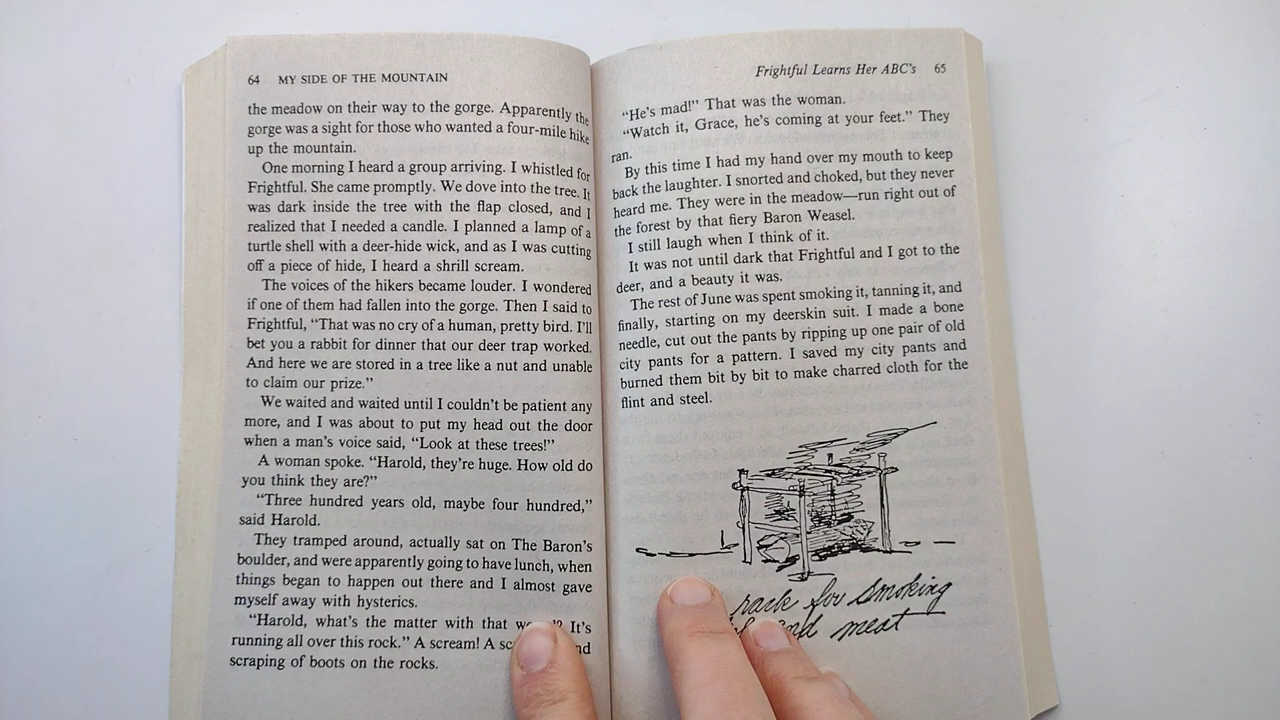 64 MY SIDE OF THE MOUNTAIN
the meadow on their way to the gorge. Apparently the
gorge was a sight for those who wanted a four-mile hike
up the mountain.
One morning I heard a group arriving. I whistled for
Frightful. She came promptly. We dove into the tree. It
was dark inside the tree with the flap closed, and I
realized that I needed a candle. I planned a lamp of a
turtle shell with a deer-hide wick, and as I was cutting
off a piece of hide, I heard a shrill scream.
The voices of the hikers became louder. I wondered
if one of them had fallen into the gorge. Then I said to
Frightful, “That was no cry of a human, pretty bird. I’ll
bet you a rabbit for dinner that our deer trap worked.
And here we are stored in a tree like a nut and unable
to claim our prize.”
We waited and waited until I couldn’t be patient any
more, and I was about to put my head out the door
when a man’s voice said, “Look at these trees!”
A woman spoke. “Harold, they’re huge. How old do
you think they are?”
“Three hundred years old, maybe four hundred,”
said Harold.
They tramped around, actually sat on The Baron’s
boulder, and were apparently going to have lunch, when
things began to happen out there and I almost gave
myself away with hysterics.
“Harold, what’s the matter with that It’s
running all over this rock.” A scream! A
scraping of boots on the rocks.
Frightful Learns Her ABC’s 65
“He’s mad!” That was the woman.
“Watch it, Grace, he’s coming at your feet.” They
ran.
By this time I had my hand over my mouth to keep
back the laughter. I snorted and choked, but they never
heard me. They were in the meadow—run right out of
the forest by that fiery Baron Weasel.
I still laugh when I think of it.
It was not until dark that Frightful and I got to the
deer, and a beauty it was.
The rest of June was spent smoking it, tanning it, and
finally, starting on my deerskin suit. I made a bone
needle, cut out the pants by ripping up one pair of old
city pants for a pattern. I saved my city pants and
burned them bit by bit to make charred cloth for the
flint and steel.
rack for smoking
meat